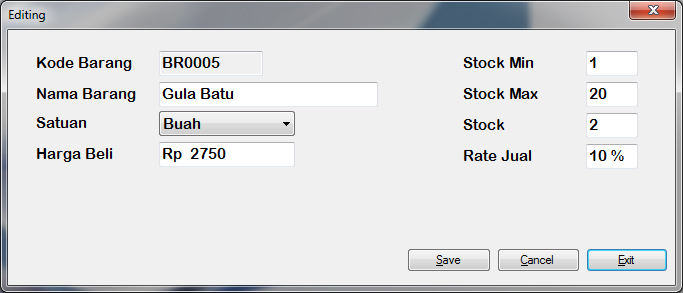 Editing
Kode Barang BR0005
Nama Barang Gula Batu
Satuan Buah
Harga Beli Rp 2750
Stock Min 1
Stock Max 20
Stock 2
Rate Jual 10 %
Save Cancel Exit